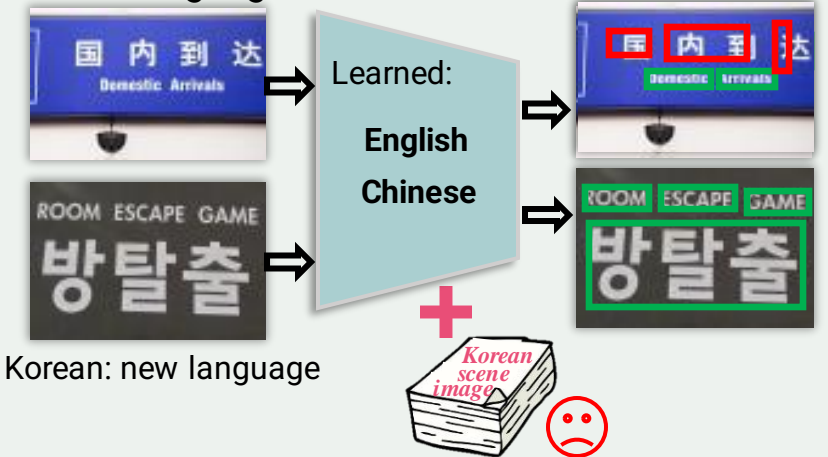 国内到达
Domestic Arrivals
Learned:
English
Chinese
国内到达
Domestic Arrivals
ROOM ESCAPE GAME
방탈출
ROOM ESCAPE GAME
방탈출
Korean: new language
Korean
scene
image